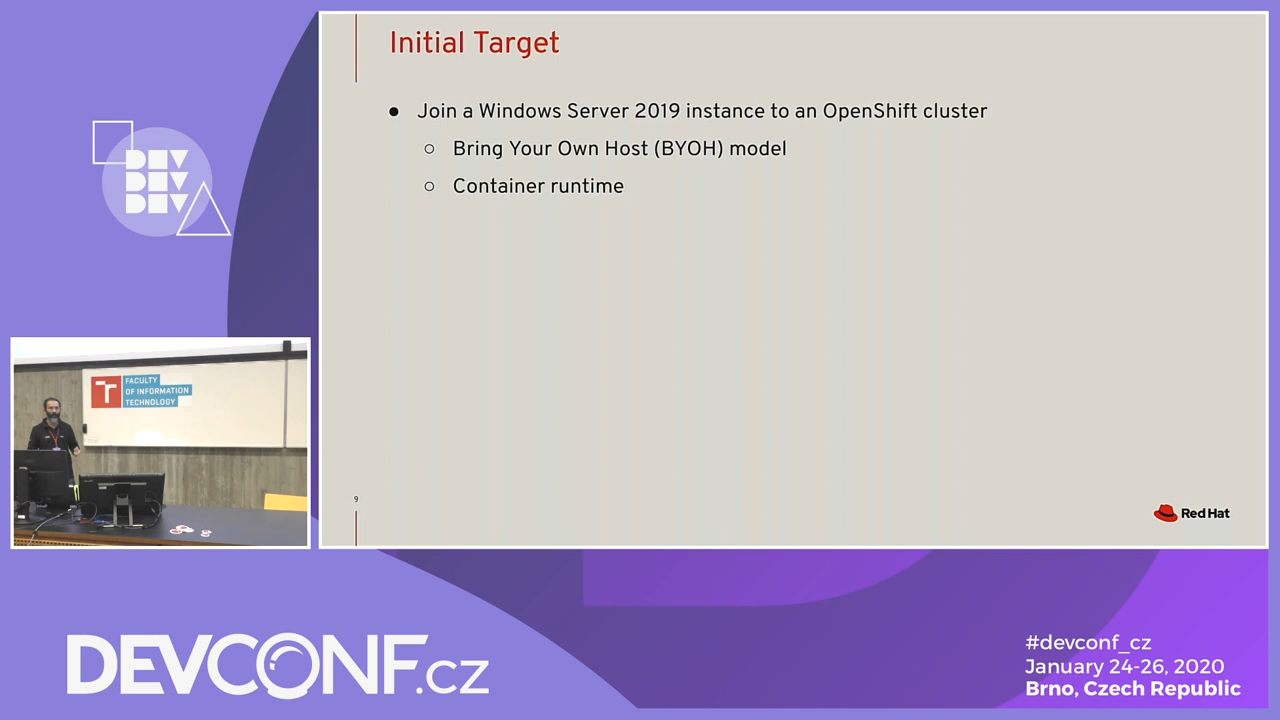 Initial Target
● Join a Windows Server 2019 instance to an OpenShift cluster
○ Bring Your Own Host (BYOH) model
○ Container runtime
9
Red Hat
DEV
DEV
DEV
FACULTY
OF INFORMATION
TECHNOLOGY
DEVCONF.cz
#devconf_cz
January 24-26, 2020
Brno, Czech Republic